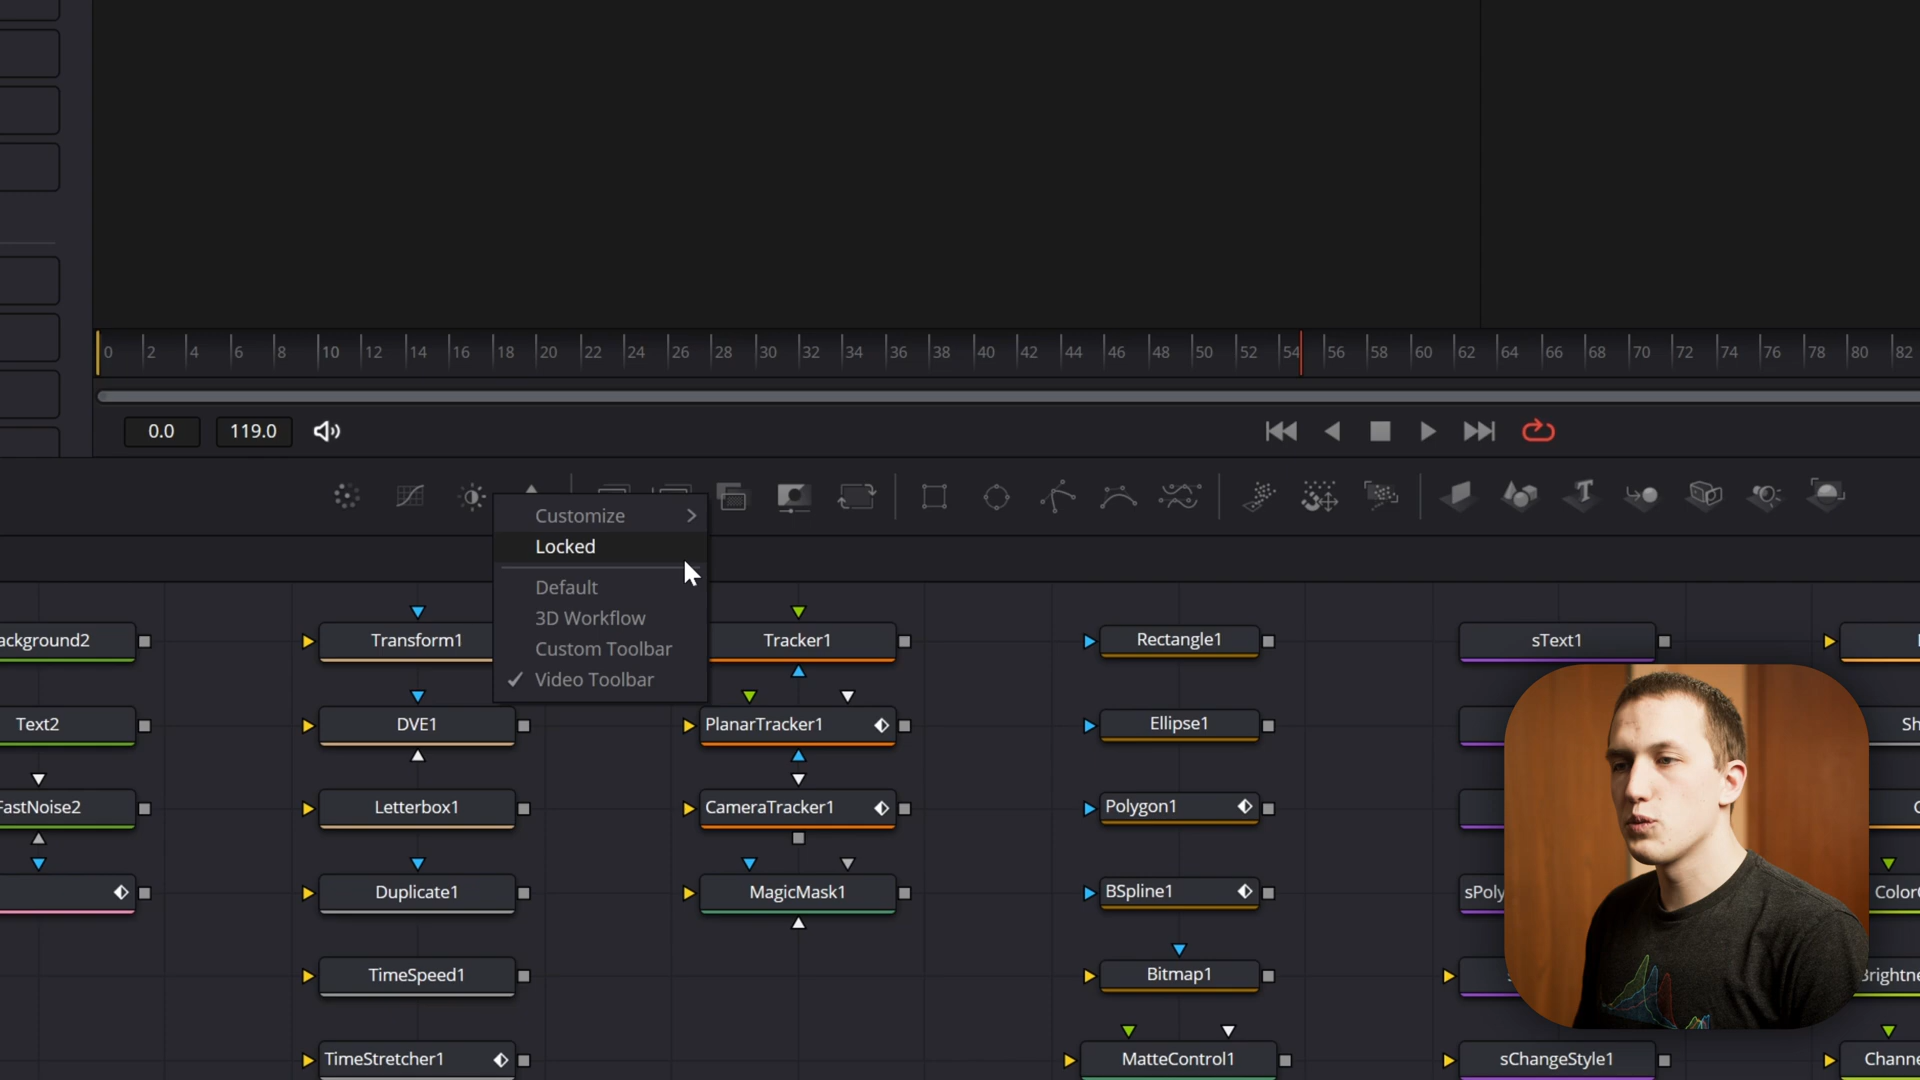 0 2 4 6 8 10 12 14 16 18 20 22 24 26 28 30 32 34 36 38 40 42 44 46 48 50 52 54 56 58 60 62 64 66 68 70 72 74 76 78 80 82
0.0 119.0
Customize
Locked
Default
3D Workflow
Custom Toolbar
Video Toolbar
ackground2 Transform1 Tracker1 Rectangle1 sText1
Text2 DVE1 PlanarTracker1 Ellipse1 Sh
FastNoise2 Letterbox1 CameraTracker1 Polygon1
Duplicate1 MagicMask1 BSpline1 sPoly Color
TimeSpeed1 Bitmap1 Brightne
TimeStretcher1 MatteControl1 sChangeStyle1 Channe